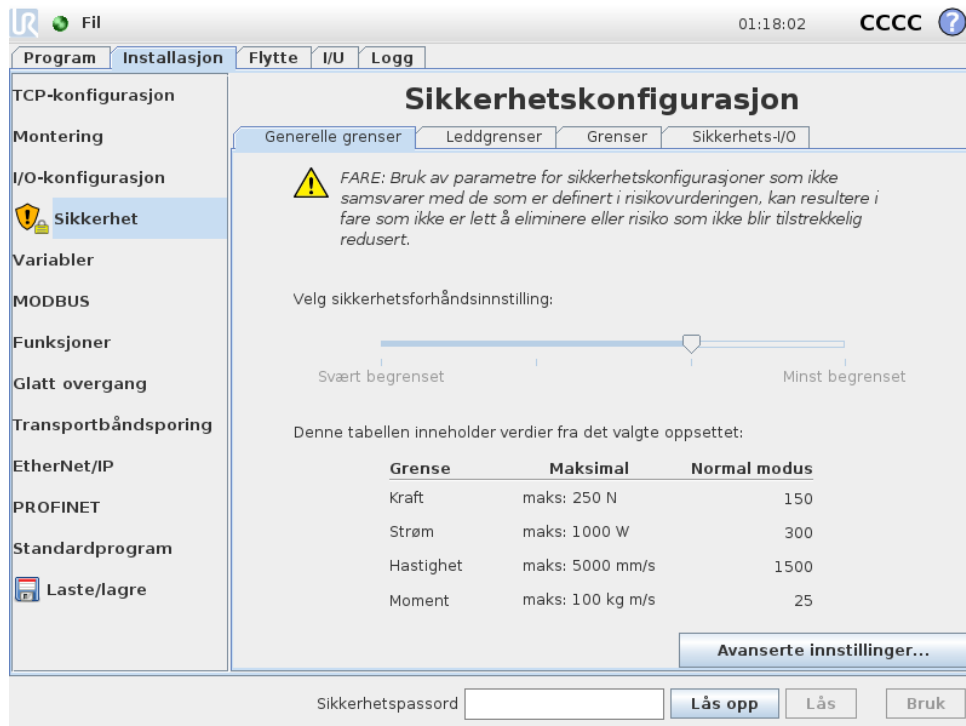 UR Fil 01:18:02 CCCC ?
Program Installasjon Flytte I/U Logg
TCP-konfigurasjon
Montering
I/O-konfigurasjon
Sikkerhet
Variabler
MODBUS
Funksjoner
Glatt overgang
Transportbåndsporing
EtherNet/IP
PROFINET
Standardprogram
Laste/lagre
Sikkerhetskonfigurasjon
Generelle grenser Leddgrenser Grenser Sikkerhets-I/O
FARE: Bruk av parametre for sikkerhetskonfigurasjoner som ikke
samsvarer med de som er definert i risikovurderingen, kan resultere i
fare som ikke er lett å eliminere eller risiko som ikke blir tilstrekkelig
redusert.
Velg sikkerhetsforhåndsinnstilling:
Svært begrenset Minst begrenset
Denne tabellen inneholder verdier fra det valgte oppsettet:
Grense Maksimal Normal modus
Kraft maks: 250 N 150
Strøm maks: 1000 W 300
Hastighet maks: 5000 mm/s 1500
Moment maks: 100 kg m/s 25
Avanserte innstillinger...
Sikkerhetspassord Lås opp Lås Bruk